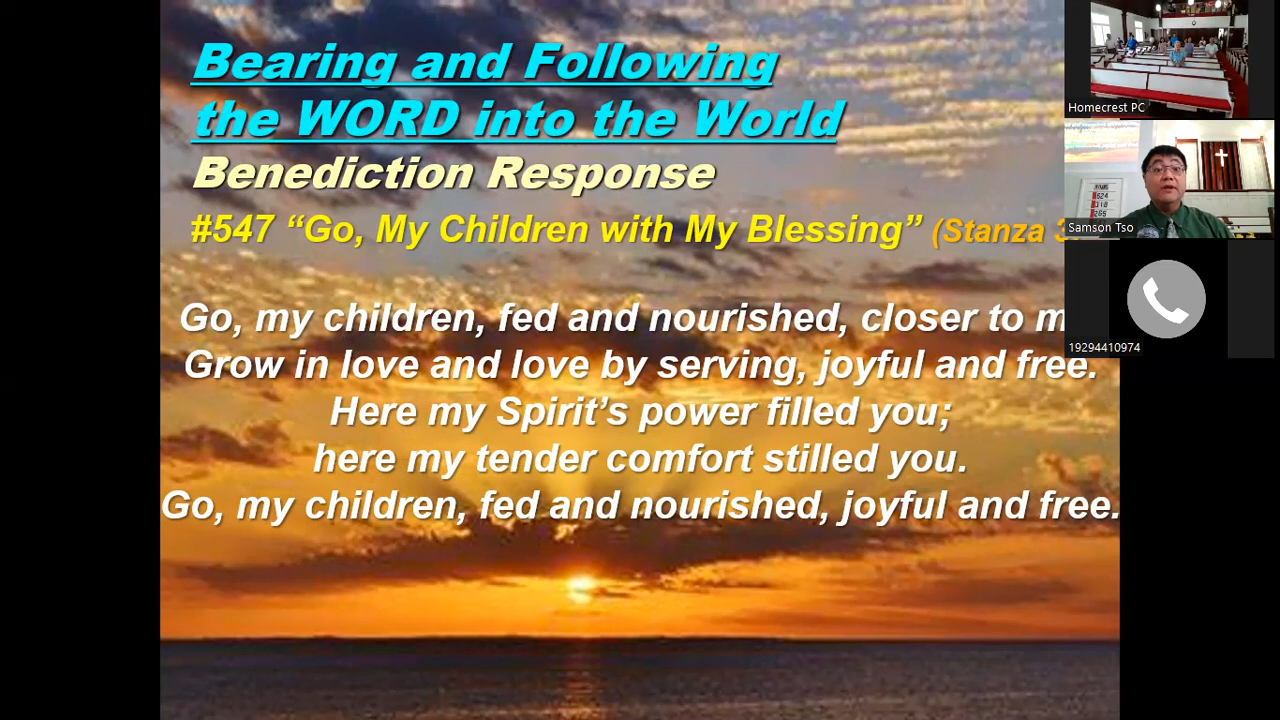 Bearing and Following
the WORD into the World
Benediction Response
#547 “Go, My Children with My Blessing” (Stanza 3
Go, my children, fed and nourished, closer to m
Grow in love and love by serving, joyful and free.
Here my Spirit’s power filled you;
here my tender comfort stilled you.
Go, my children, fed and nourished, joyful and free.
Homecrest PC
Samson Tso
19294410974